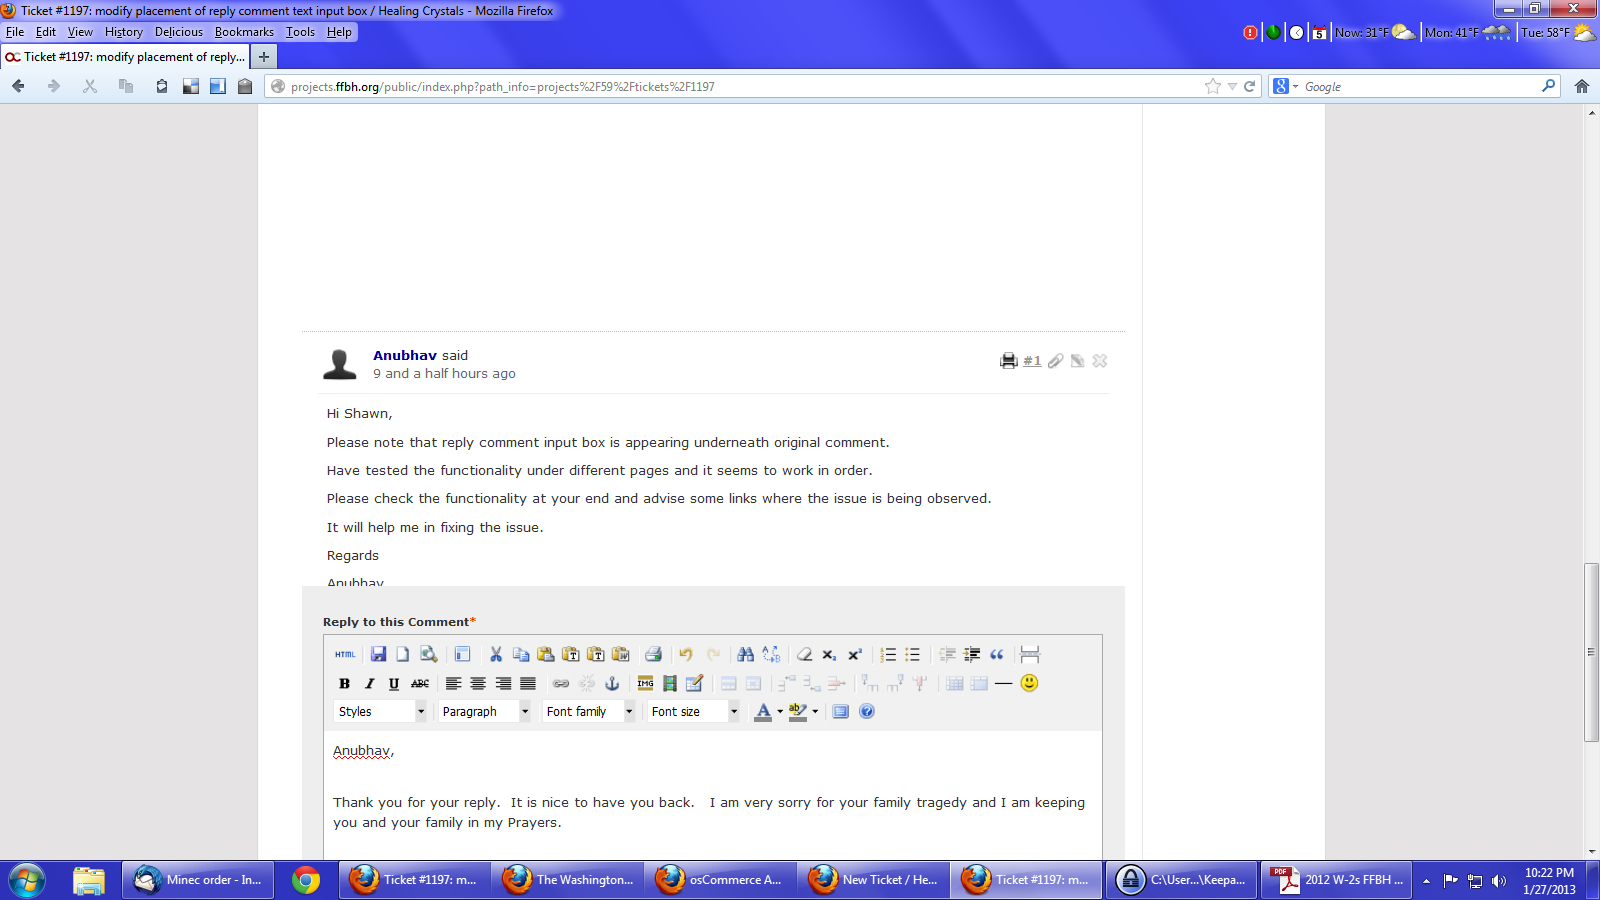 Ticket #1197: modify placement of reply comment text input box / Healing Crystals - Mozilla Firefox
File Edit View History Delicious Bookmarks Tools Help
5 Now: 31°F Mon: 41°F Tue: 58°F
Ticket #1197: modify placement of reply...
projects.ffbh.org/public/index.php?path_info=projects%2F59%2Ftickets%2F1197
Google
Anubhav said
#1
9 and a half hours ago
Hi Shawn,
Please note that reply comment input box is appearing underneath original comment.
Have tested the functionality under different pages and it seems to work in order.
Please check the functionality at your end and advise some links where the issue is being observed.
It will help me in fixing the issue.
Regards
Anubhav
Reply to this Comment*
HTML
B I U ABC IMG
Styles Paragraph Font family Font size A ab
Anubhav,
Thank you for your reply. It is nice to have you back. I am very sorry for your family tragedy and I am keeping
you and your family in my Prayers.
Minec order - In... Ticket #1197: m... The Washington... osCommerce A... New Ticket / He... Ticket #1197: m... C:\User...\Keepa... PDF 2012 W-2s FFBH ...
10:22 PM
1/27/2013